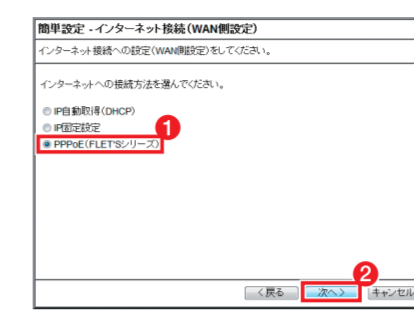 簡単設定 - インターネット接続(WAN側設定)
インターネット接続への設定(WAN側設定)をしてください。
インターネットへの接続方法を選んでください。
IP自動取得(DHCP)
IP固定設定
1
PPPoE(FLET'Sシリーズ)
2
<戻る 次へ> キャンセル